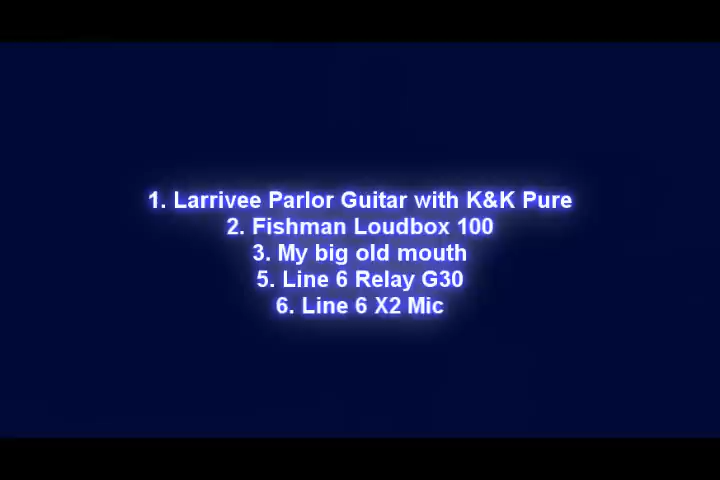 1. Larrivee Parlor Guitar with K&K Pure
2. Fishman Loudbox 100
3. My big old mouth
5. Line 6 Relay G30
6. Line 6 X2 Mic